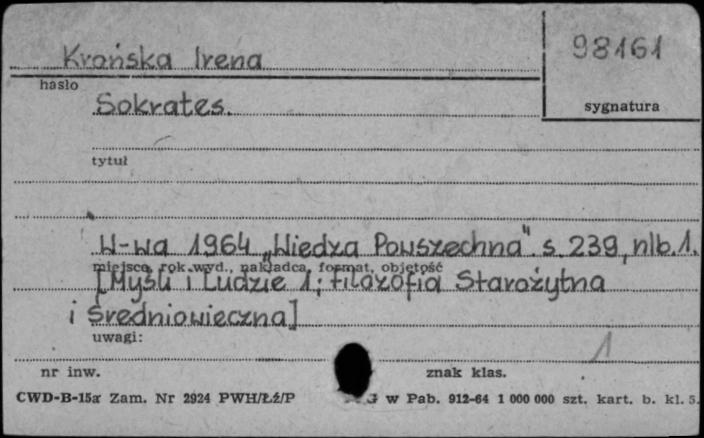 98161
Krońska Irena
hasło
Sokrates.
sygnatura
tytuł
W-wa 1964 „Wiedza Powszechna" s. 239, nlb. 1.
miejsce, rok wyd., nakładca, format, objętość
[Myśli i Ludzie 1; Filozofia Starożytna
i Średniowieczna]
uwagi:
1
nr inw.
znak klas.
CWD-B-15a Zam. Nr 2924 PWH/Łź/P G w Pab. 912-64 1 000 000 szt. kart. b. kl. 5.